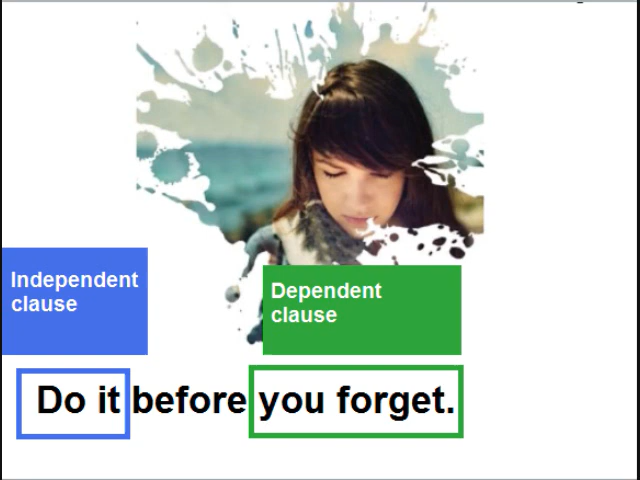 Independent
clause
Dependent
clause
Do it before you forget.